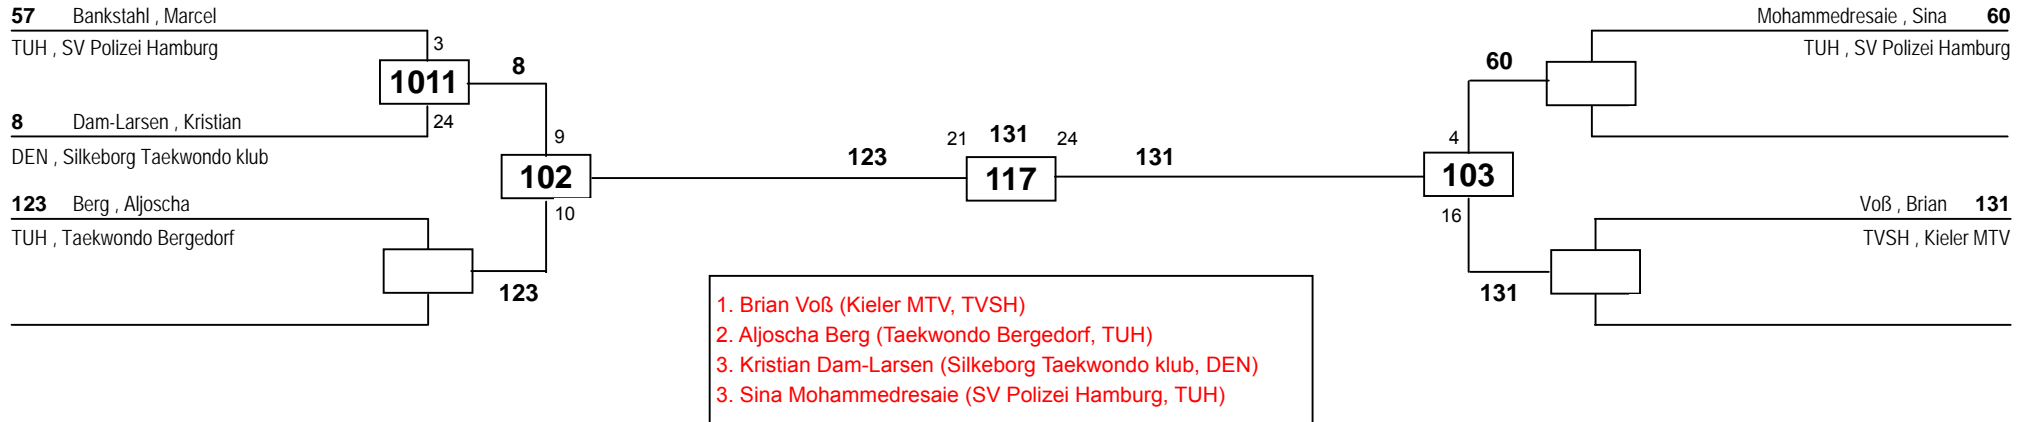 57 Bankstahl , Marcel
TUH , SV Polizei Hamburg
3
1011
8
24
8 Dam-Larsen , Kristian
DEN , Silkeborg Taekwondo klub
9
102
10
123 Berg , Aljoscha
TUH , Taekwondo Bergedorf
123
123
21 131 24
117
131
Mohammedresaie , Sina 60
TUH , SV Polizei Hamburg
60
4
103
16
Voß , Brian 131
TVSH , Kieler MTV
131
1. Brian Voß (Kieler MTV, TVSH)
2. Aljoscha Berg (Taekwondo Bergedorf, TUH)
3. Kristian Dam-Larsen (Silkeborg Taekwondo klub, DEN)
3. Sina Mohammedresaie (SV Polizei Hamburg, TUH)